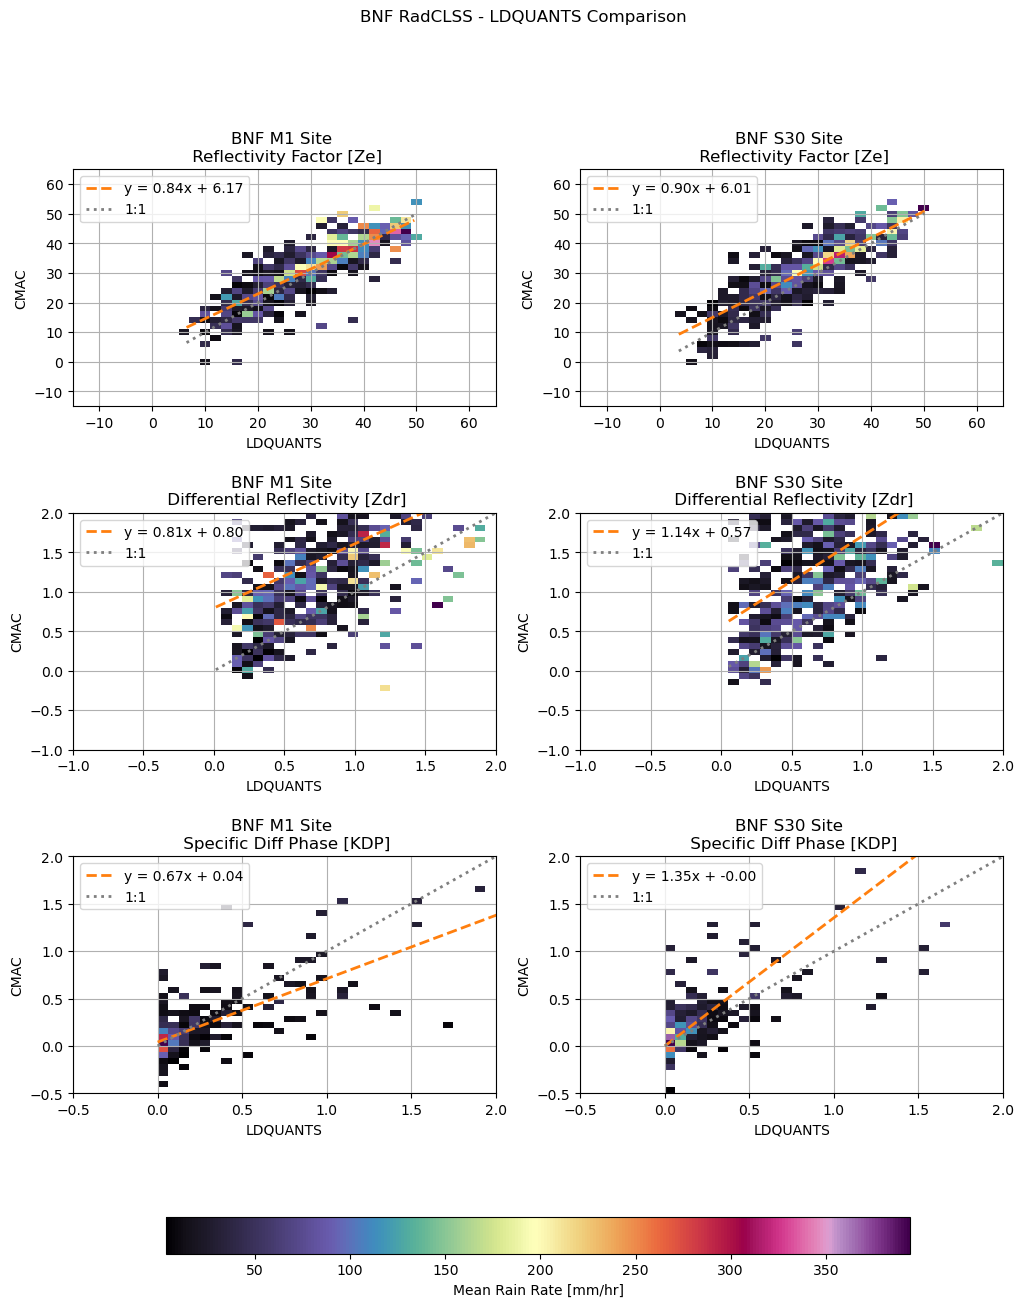 BNF RadCLSS - LDQUANTS Comparison
BNF M1 Site
Reflectivity Factor [Ze]
y = 0.84x + 6.17
1:1
60
50
40
30
20
10
0
−10
CMAC
−10 0 10 20 30 40 50 60
LDQUANTS
BNF S30 Site
Reflectivity Factor [Ze]
y = 0.90x + 6.01
1:1
60
50
40
30
20
10
0
−10
CMAC
−10 0 10 20 30 40 50 60
LDQUANTS
BNF M1 Site
Differential Reflectivity [Zdr]
y = 0.81x + 0.80
1:1
2.0
1.5
1.0
0.5
0.0
−0.5
−1.0
CMAC
−1.0 −0.5 0.0 0.5 1.0 1.5 2.0
LDQUANTS
BNF S30 Site
Differential Reflectivity [Zdr]
y = 1.14x + 0.57
1:1
2.0
1.5
1.0
0.5
0.0
−0.5
−1.0
CMAC
−1.0 −0.5 0.0 0.5 1.0 1.5 2.0
LDQUANTS
BNF M1 Site
Specific Diff Phase [KDP]
y = 0.67x + 0.04
1:1
2.0
1.5
1.0
0.5
0.0
−0.5
CMAC
−0.5 0.0 0.5 1.0 1.5 2.0
LDQUANTS
BNF S30 Site
Specific Diff Phase [KDP]
y = 1.35x + -0.00
1:1
2.0
1.5
1.0
0.5
0.0
−0.5
CMAC
−0.5 0.0 0.5 1.0 1.5 2.0
LDQUANTS
50 100 150 200 250 300 350
Mean Rain Rate [mm/hr]